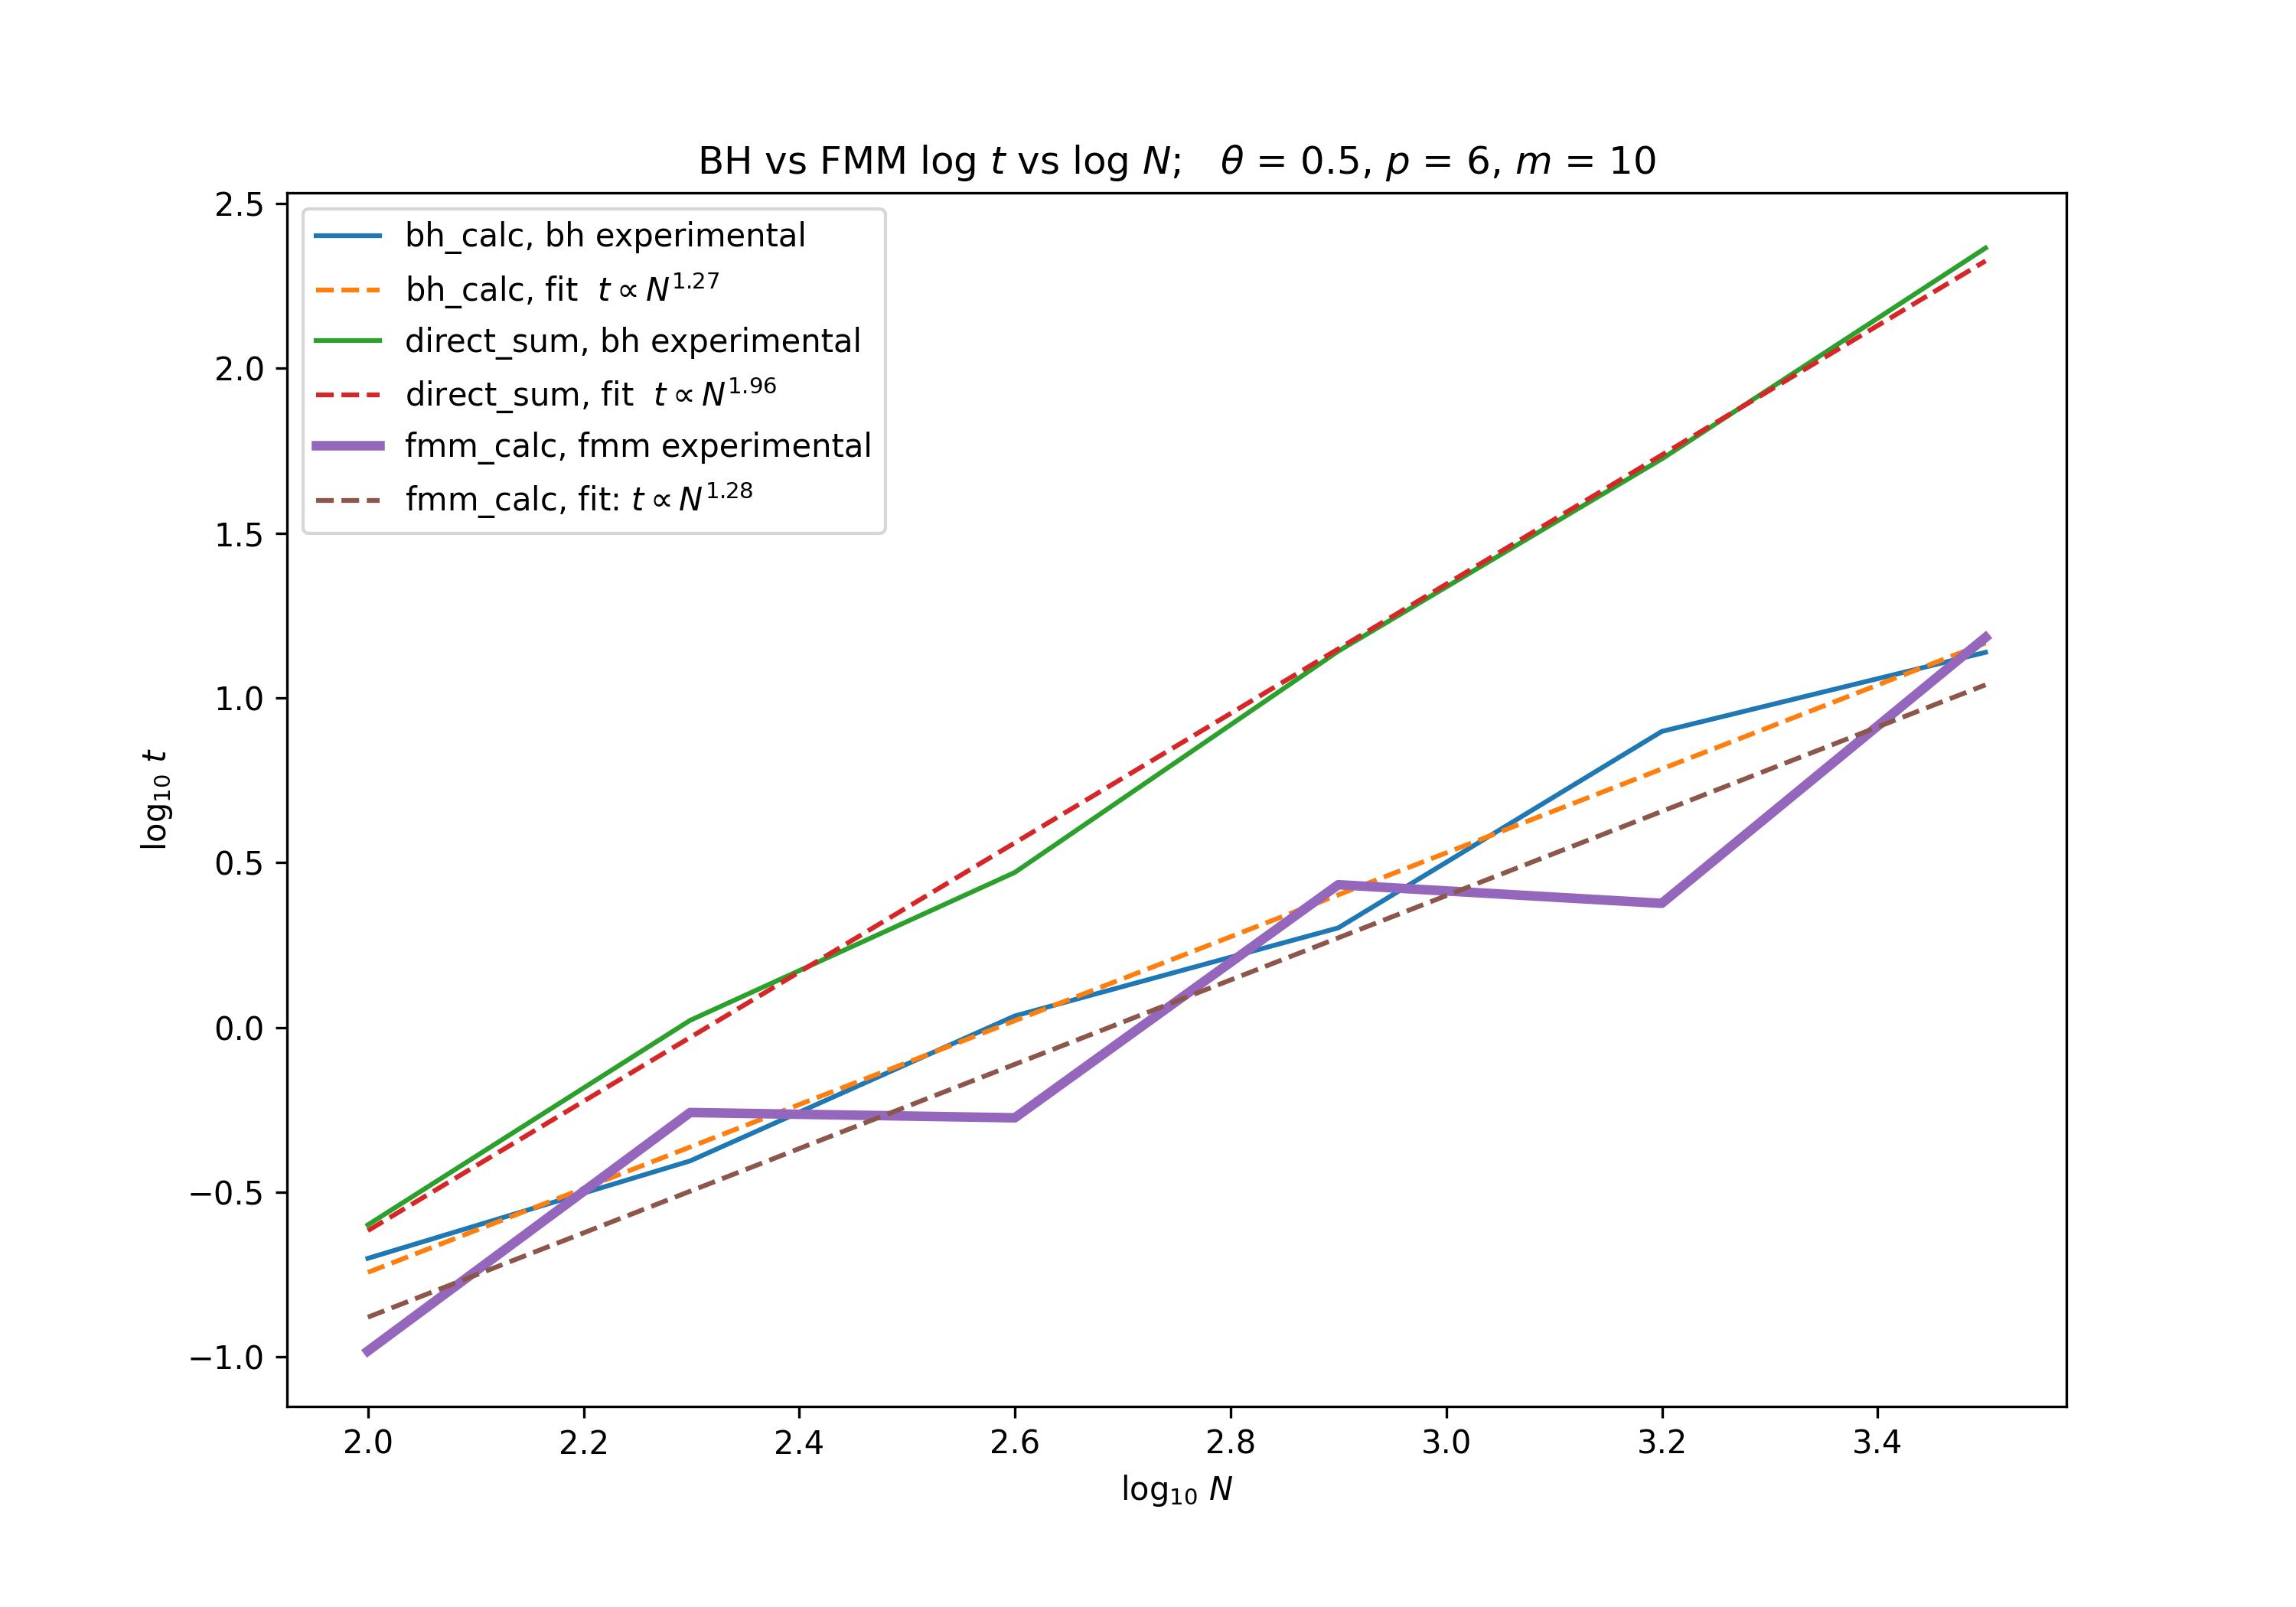 BH vs FMM log t vs log N;   θ = 0.5, p = 6, m = 10
2.5
2.0
1.5
1.0
0.5
0.0
−0.5
−1.0
log₁₀ t
bh_calc, bh experimental
bh_calc, fit  t ∝ N^1.27
direct_sum, bh experimental
direct_sum, fit  t ∝ N^1.96
fmm_calc, fmm experimental
fmm_calc, fit: t ∝ N^1.28
2.0 2.2 2.4 2.6 2.8 3.0 3.2 3.4
log₁₀ N